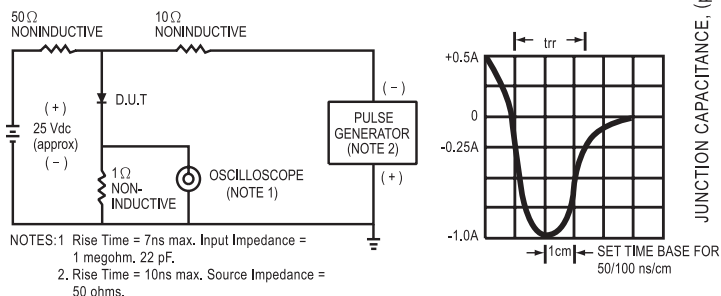 50Ω
NONINDUCTIVE
10Ω
NONINDUCTIVE
(+)
25 Vdc
(approx)
(−)
D.U.T
1Ω
NON-
INDUCTIVE
OSCILLOSCOPE
(NOTE 1)
(−)
PULSE
GENERATOR
(NOTE 2)
(+)
NOTES:1 Rise Time = 7ns max. Input Impedance =
1 megohm. 22 pF.
2. Rise Time = 10ns max. Source Impedance =
50 ohms.
trr
+0.5A
0
-0.25A
-1.0A
1cm
SET TIME BASE FOR
50/100 ns/cm
JUNCTION CAPACITANCE,